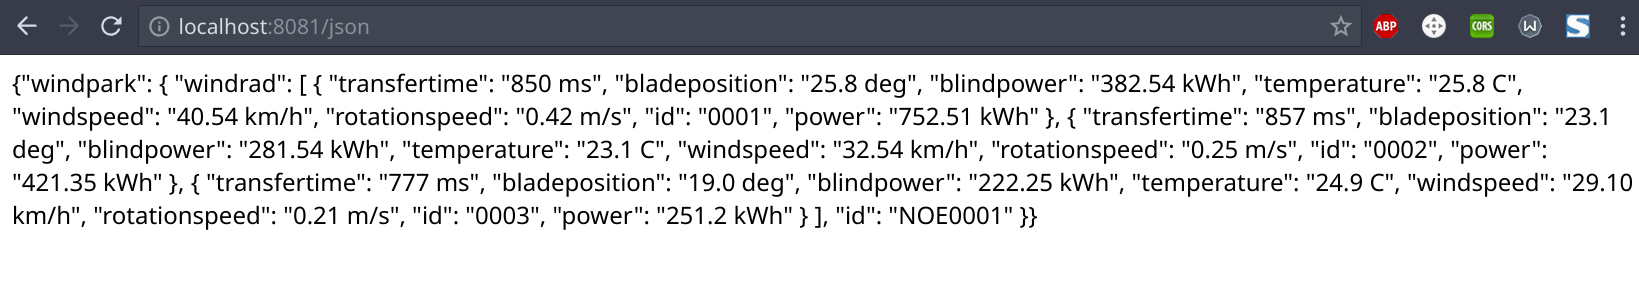 localhost:8081/json
ABP
CORS
W
S
{"windpark": { "windrad": [ { "transfertime": "850 ms", "bladeposition": "25.8 deg", "blindpower": "382.54 kWh", "temperature": "25.8 C",
"windspeed": "40.54 km/h", "rotationspeed": "0.42 m/s", "id": "0001", "power": "752.51 kWh" }, { "transfertime": "857 ms", "bladeposition": "23.1
deg", "blindpower": "281.54 kWh", "temperature": "23.1 C", "windspeed": "32.54 km/h", "rotationspeed": "0.25 m/s", "id": "0002", "power":
"421.35 kWh" }, { "transfertime": "777 ms", "bladeposition": "19.0 deg", "blindpower": "222.25 kWh", "temperature": "24.9 C", "windspeed": "29.10
km/h", "rotationspeed": "0.21 m/s", "id": "0003", "power": "251.2 kWh" } ], "id": "NOE0001" }}